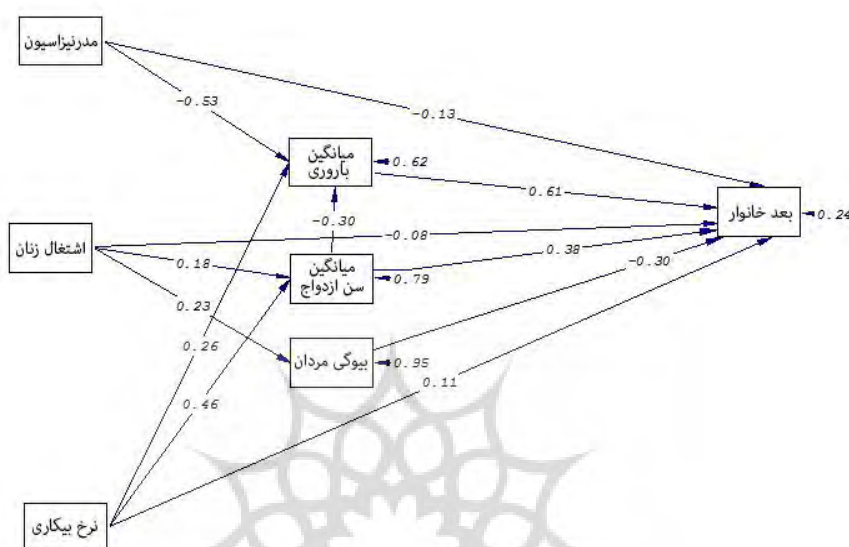 مدرنیزاسیون
-0.53
-0.13
میانگین
باروری
0.62
0.61
بعد خانوار
0.24
-0.30
اشتغال زنان
-0.08
0.18
میانگین
سن ازدواج
0.38
0.79
-0.30
0.23
بیوگی مردان
0.95
0.26
0.11
0.46
نرخ بیکاری